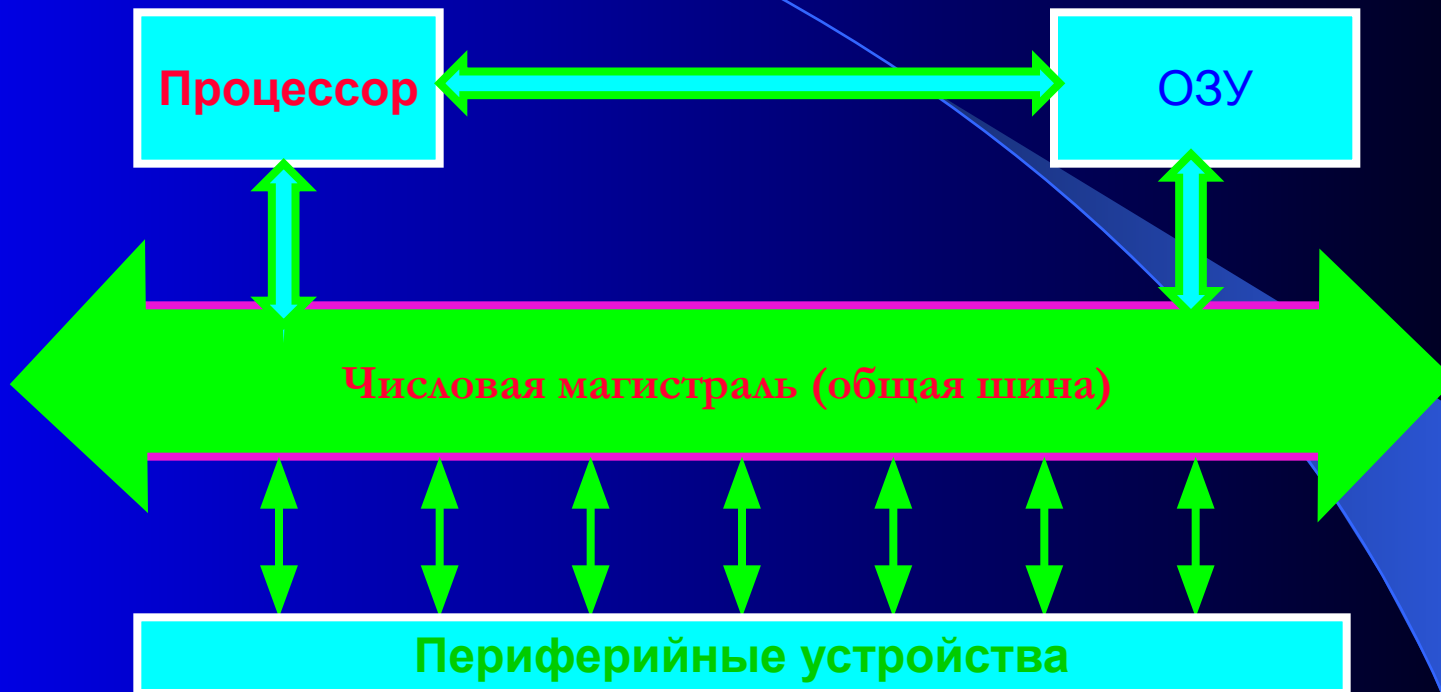 Процессор
ОЗУ
Числовая магистраль (общая шина)
Периферийные устройства